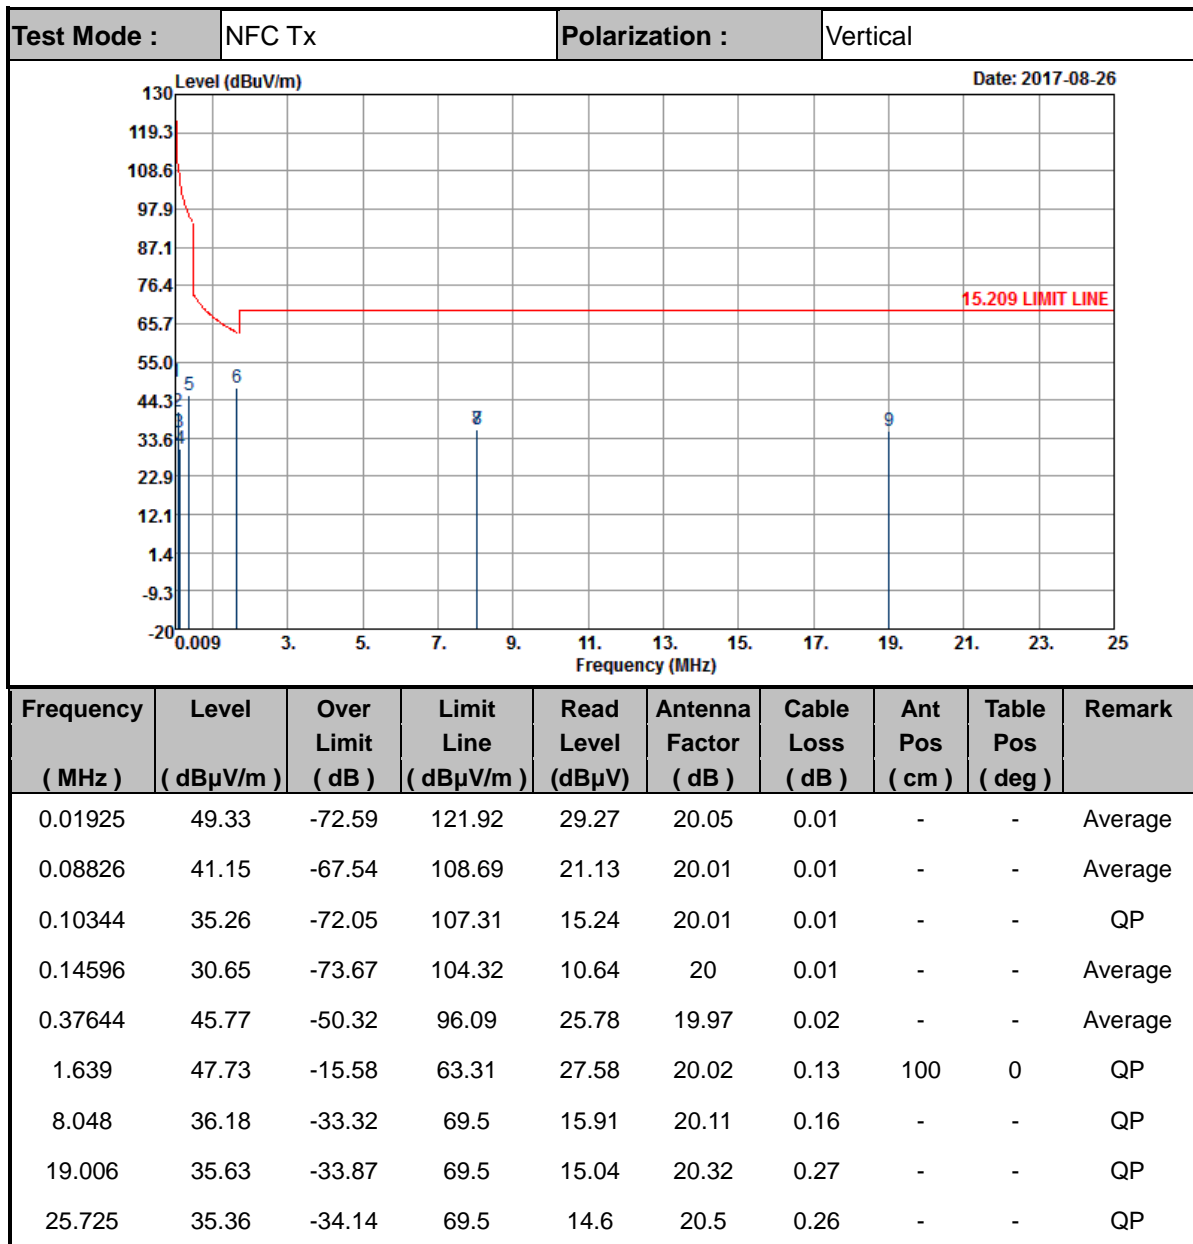 Test Mode : NFC Tx Polarization : Vertical
Level (dBuV/m) Date: 2017-08-26
130
119.3
108.6
97.9
87.1
76.4
15.209 LIMIT LINE
65.7
55.0
5 6
44.3
2
3
7 9
33.6
4
22.9
12.1
1.4
-9.3
-20
0.009 3. 5. 7. 9. 11. 13. 15. 17. 19. 21. 23. 25
Frequency (MHz)
Frequency Level Over Limit Read Antenna Cable Ant Table Remark
Limit Line Level Factor Loss Pos Pos
( MHz ) ( dBµV/m ) ( dB ) ( dBµV/m ) (dBµV) ( dB ) ( dB ) ( cm ) ( deg )
0.01925 49.33 -72.59 121.92 29.27 20.05 0.01 - - Average
0.08826 41.15 -67.54 108.69 21.13 20.01 0.01 - - Average
0.10344 35.26 -72.05 107.31 15.24 20.01 0.01 - - QP
0.14596 30.65 -73.67 104.32 10.64 20 0.01 - - Average
0.37644 45.77 -50.32 96.09 25.78 19.97 0.02 - - Average
1.639 47.73 -15.58 63.31 27.58 20.02 0.13 100 0 QP
8.048 36.18 -33.32 69.5 15.91 20.11 0.16 - - QP
19.006 35.63 -33.87 69.5 15.04 20.32 0.27 - - QP
25.725 35.36 -34.14 69.5 14.6 20.5 0.26 - - QP